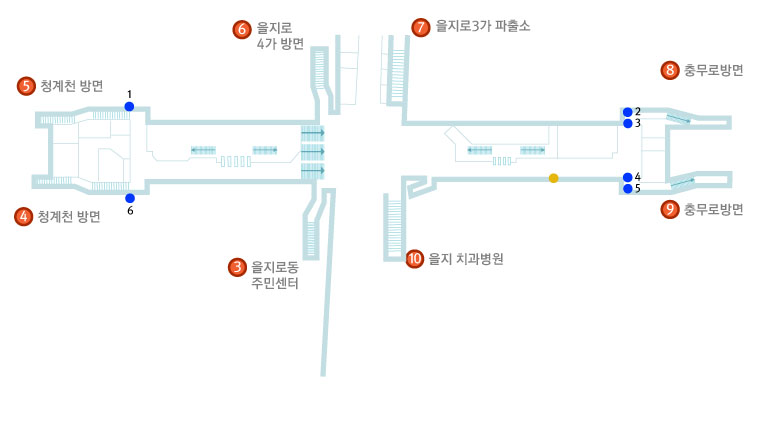 6 을지로
4가 방면
7 을지로3가 파출소
5 청계천 방면
8 충무로방면
1
2
3
4
5
6
4 청계천 방면
9 충무로방면
3 을지로동
주민센터
10 을지 치과병원